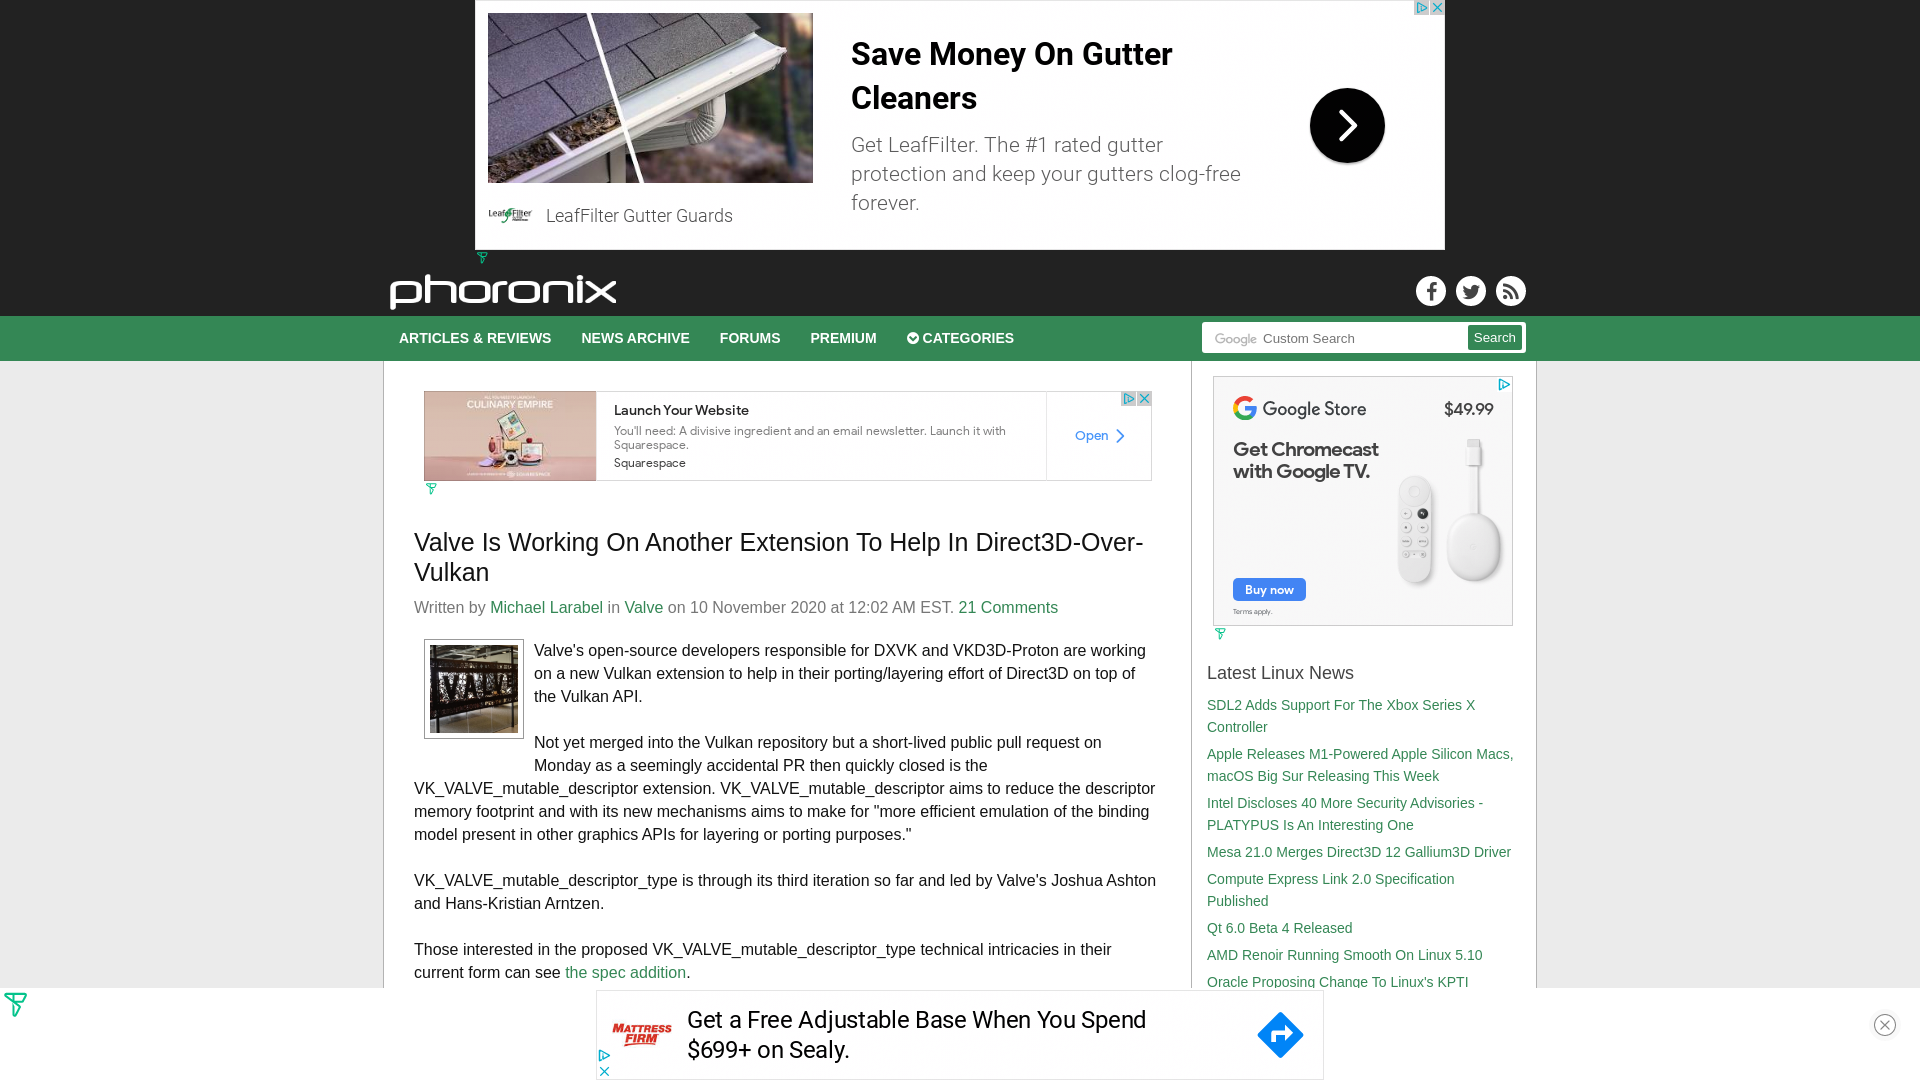 Save Money On Gutter
Cleaners
Get LeafFilter. The #1 rated gutter
protection and keep your gutters clog-free
forever.
LeafFilter
LeafFilter Gutter Guards
phoronix
ARTICLES & REVIEWS
NEWS ARCHIVE
FORUMS
PREMIUM
CATEGORIES
Google Custom Search
Search
CULINARY EMPIRE
Launch Your Website
You'll need: A divisive ingredient and an email newsletter. Launch it with
Squarespace.
Squarespace
Open
Google Store
$49.99
Get Chromecast
with Google TV.
Buy now
Terms apply.
Valve Is Working On Another Extension To Help In Direct3D-Over-
Vulkan
Written by Michael Larabel in Valve on 10 November 2020 at 12:02 AM EST. 21 Comments
VALVE
Valve's open-source developers responsible for DXVK and VKD3D-Proton are working
on a new Vulkan extension to help in their porting/layering effort of Direct3D on top of
the Vulkan API.
Not yet merged into the Vulkan repository but a short-lived public pull request on
Monday as a seemingly accidental PR then quickly closed is the
VK_VALVE_mutable_descriptor extension. VK_VALVE_mutable_descriptor aims to reduce the descriptor
memory footprint and with its new mechanisms aims to make for "more efficient emulation of the binding
model present in other graphics APIs for layering or porting purposes."
VK_VALVE_mutable_descriptor_type is through its third iteration so far and led by Valve's Joshua Ashton
and Hans-Kristian Arntzen.
Those interested in the proposed VK_VALVE_mutable_descriptor_type technical intricacies in their
current form can see the spec addition.
Latest Linux News
SDL2 Adds Support For The Xbox Series X
Controller
Apple Releases M1-Powered Apple Silicon Macs,
macOS Big Sur Releasing This Week
Intel Discloses 40 More Security Advisories -
PLATYPUS Is An Interesting One
Mesa 21.0 Merges Direct3D 12 Gallium3D Driver
Compute Express Link 2.0 Specification
Published
Qt 6.0 Beta 4 Released
AMD Renoir Running Smooth On Linux 5.10
Oracle Proposing Change To Linux's KPTI
MATTRESS
FIRM
Get a Free Adjustable Base When You Spend
$699+ on Sealy.